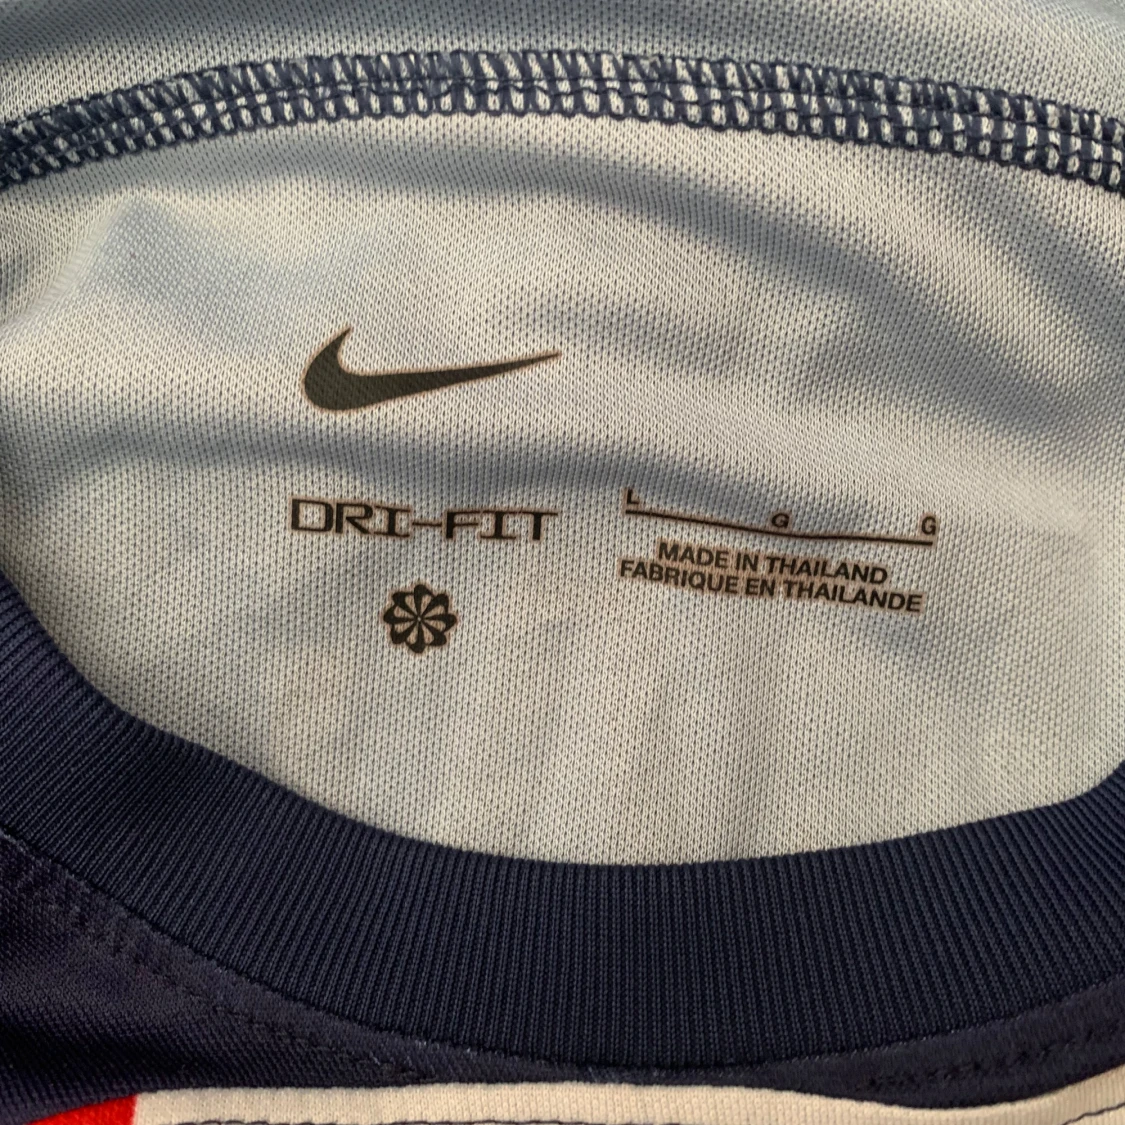 DRI-FIT
L G G
MADE IN THAILAND
FABRIQUE EN THAILANDE